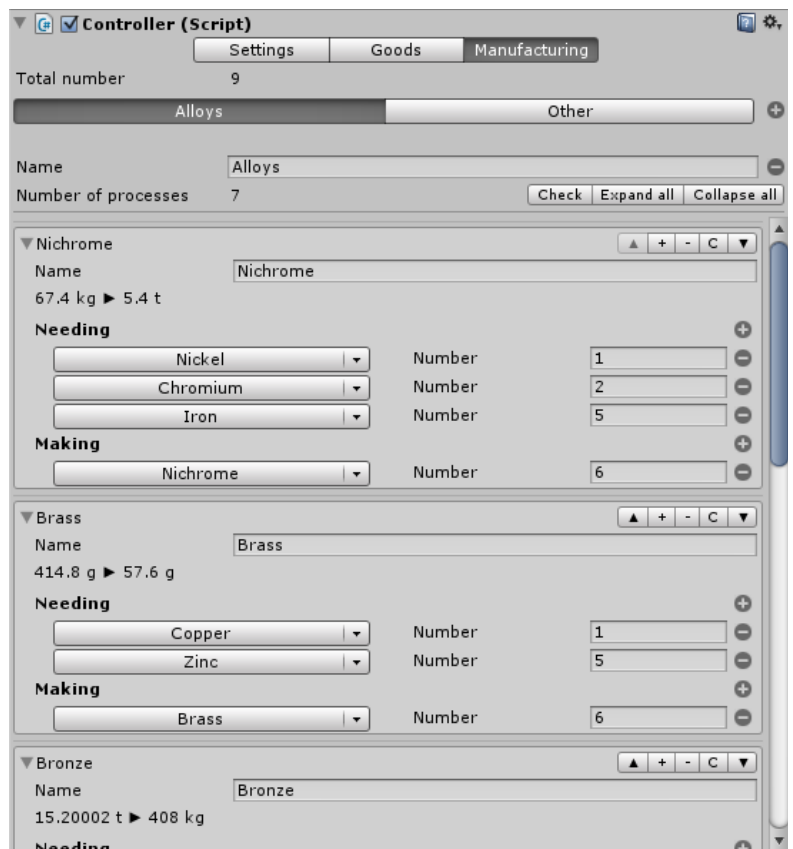 Controller (Script)
Settings Goods Manufacturing
Total number 9
Alloys Other
Name Alloys
Number of processes 7 Check Expand all Collapse all
▼Nichrome ▲ + - C ▼
Name Nichrome
67.4 kg ► 5.4 t
Needing
Nickel Number 1
Chromium Number 2
Iron Number 5
Making
Nichrome Number 6
▼Brass ▲ + - C ▼
Name Brass
414.8 g ► 57.6 g
Needing
Copper Number 1
Zinc Number 5
Making
Brass Number 6
▼Bronze ▲ + - C ▼
Name Bronze
15.20002 t ► 408 kg
Needing